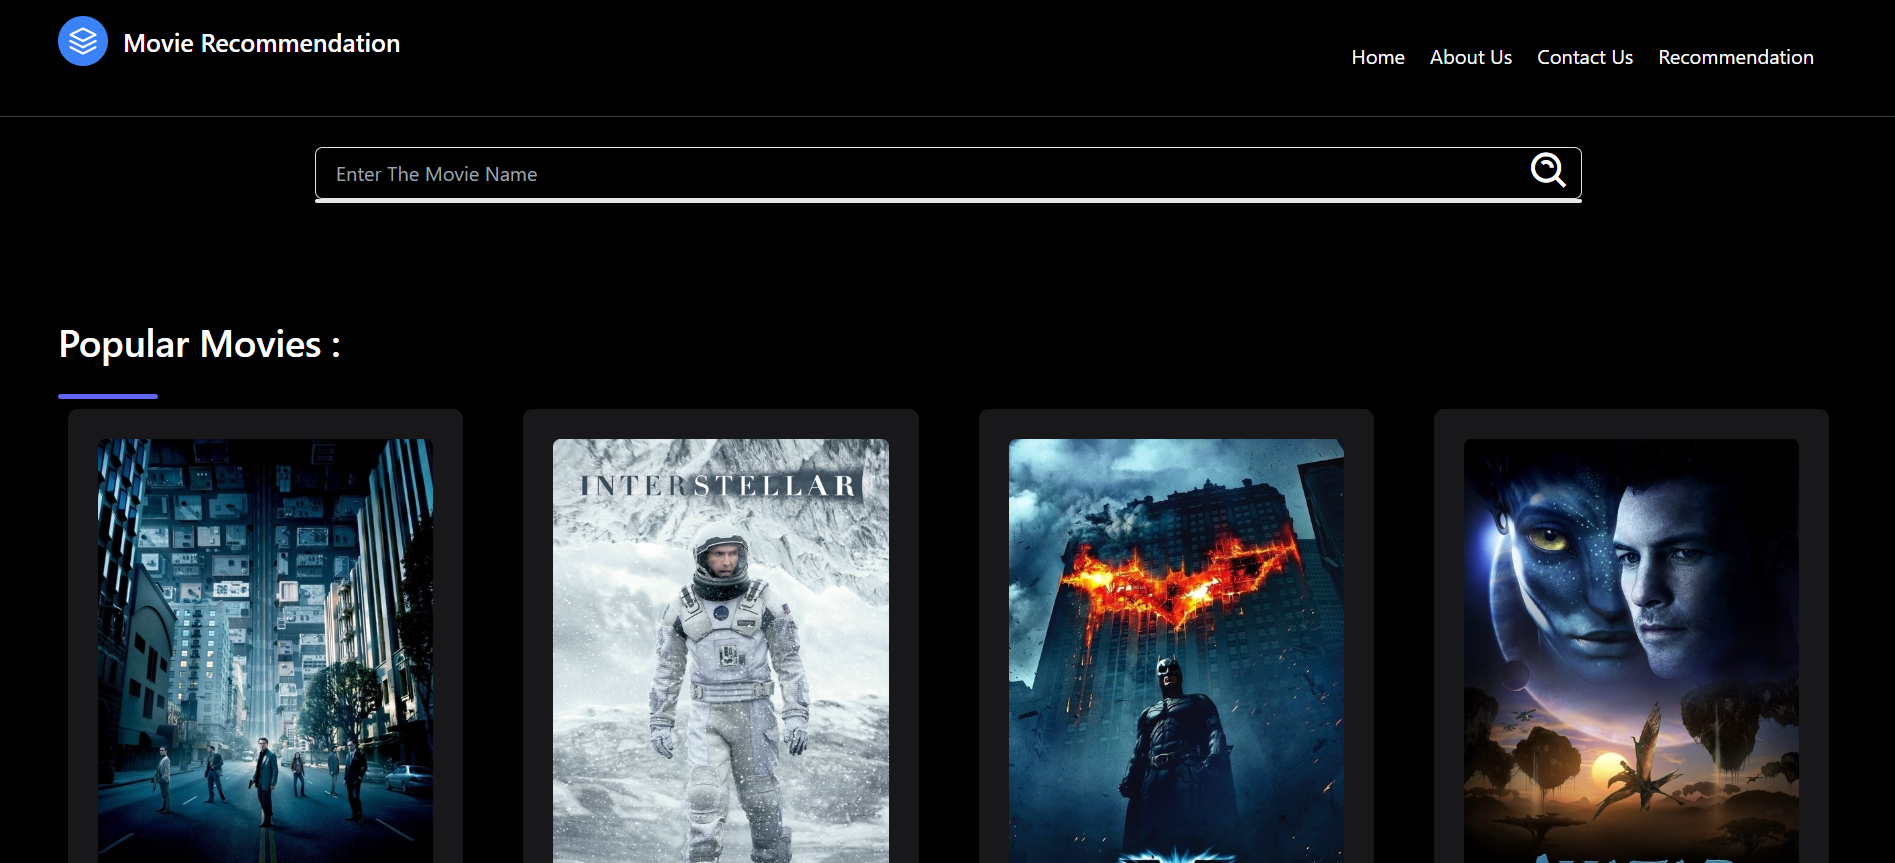 Movie Recommendation
Home About Us Contact Us Recommendation
Enter The Movie Name
Popular Movies :
INTERSTELLAR